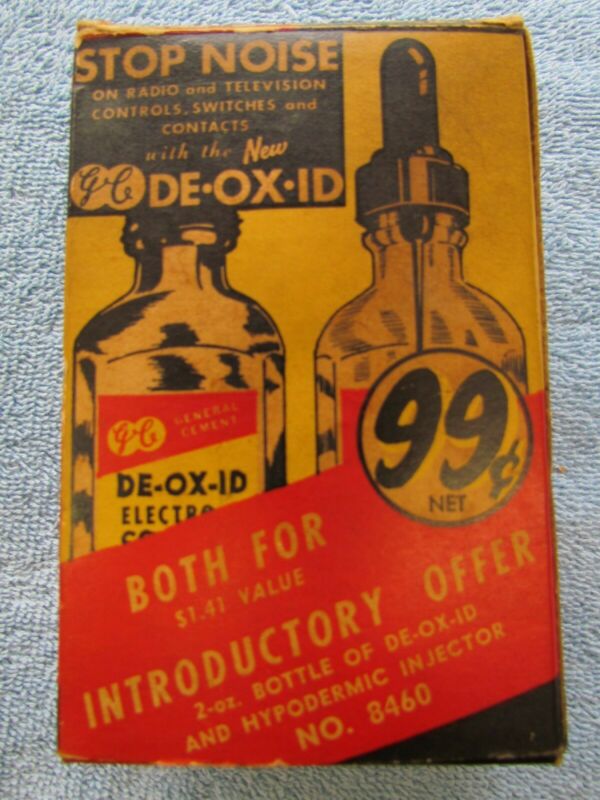 STOP NOISE
ON RADIO and TELEVISION
CONTROLS, SWITCHES and
CONTACTS
with the New
GC DE•OX•ID
GC GENERAL
CEMENT
DE-OX-ID
ELECTRO
99¢
NET
BOTH FOR
$1.41 VALUE
INTRODUCTORY OFFER
2-oz. BOTTLE OF DE-OX-ID
AND HYPODERMIC INJECTOR
NO. 8460